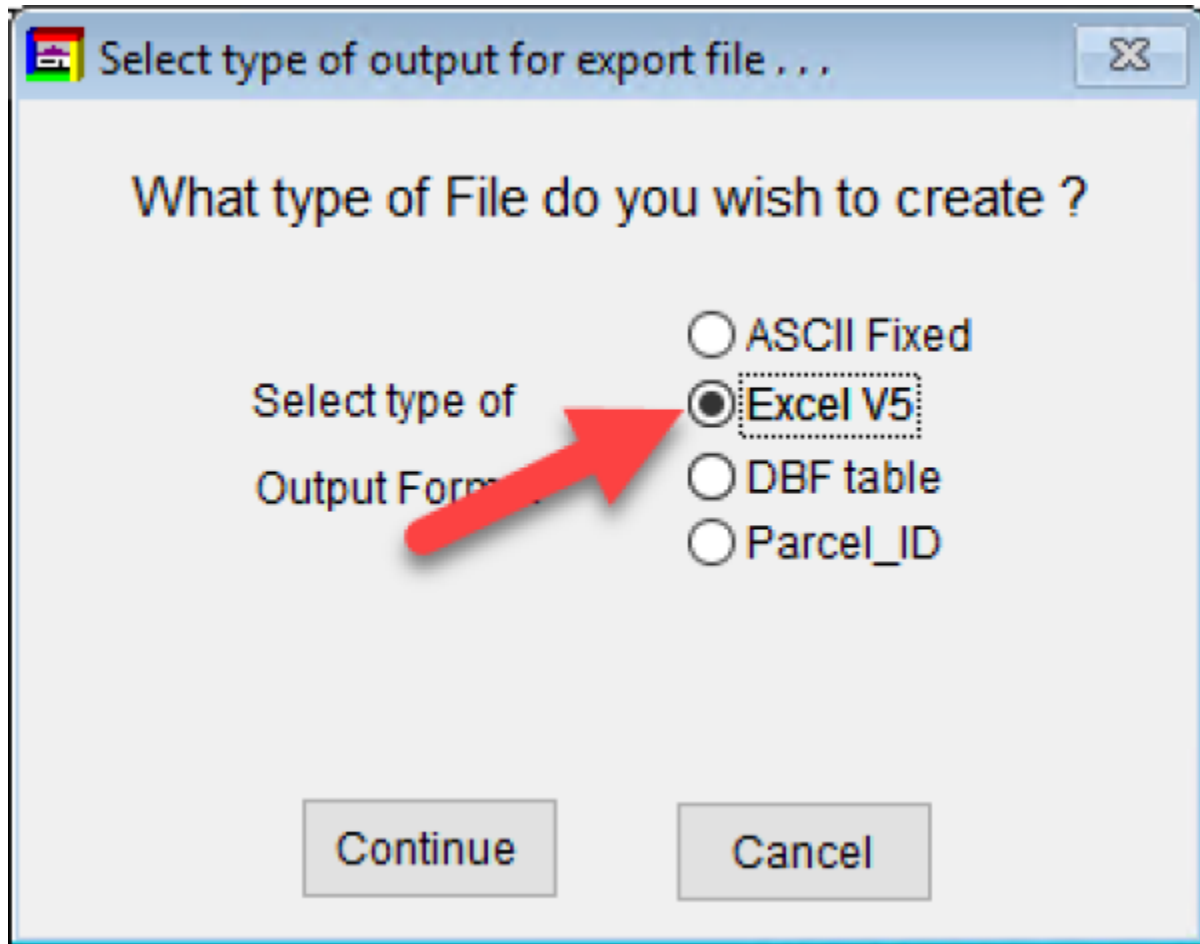 Select type of output for export file . . .
What type of File do you wish to create ?
ASCII Fixed
Select type of
Excel V5
Output
DBF table
Parcel_ID
Continue
Cancel